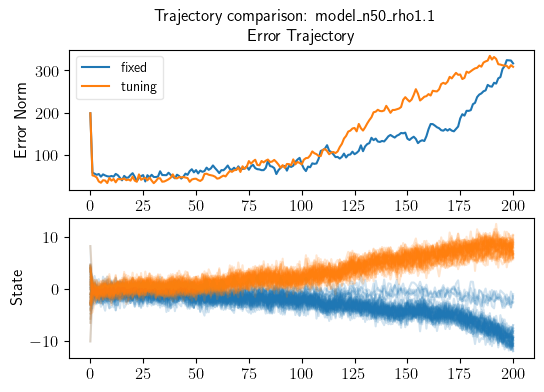 Trajectory comparison: model_n50_rho1.1
Error Trajectory
fixed
tuning
Error Norm
300
200
100
0 25 50 75 100 125 150 175 200
State
10
0
−10
0 25 50 75 100 125 150 175 200